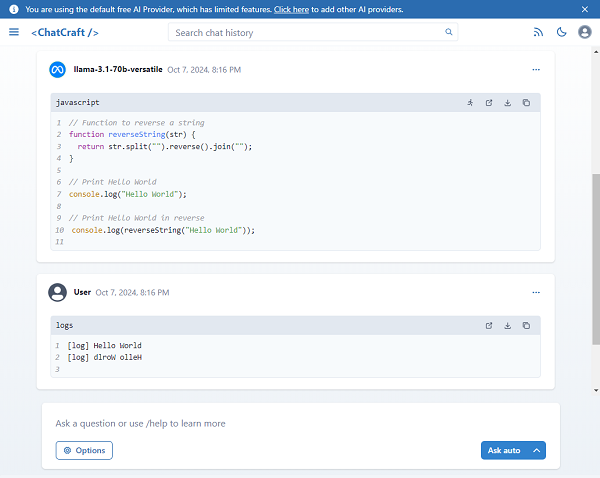 You are using the default free AI Provider, which has limited features. Click here to add other AI providers.
<ChatCraft />
Search chat history
llama-3.1-70b-versatile Oct 7, 2024, 8:16 PM
javascript
1 // Function to reverse a string
2 function reverseString(str) {
3   return str.split("").reverse().join("");
4 }
5
6 // Print Hello World
7 console.log("Hello World");
8
9 // Print Hello World in reverse
10 console.log(reverseString("Hello World"));
11
User Oct 7, 2024, 8:16 PM
logs
1 [log] Hello World
2 [log] dlroW olleH
3
Ask a question or use /help to learn more
Options
Ask auto